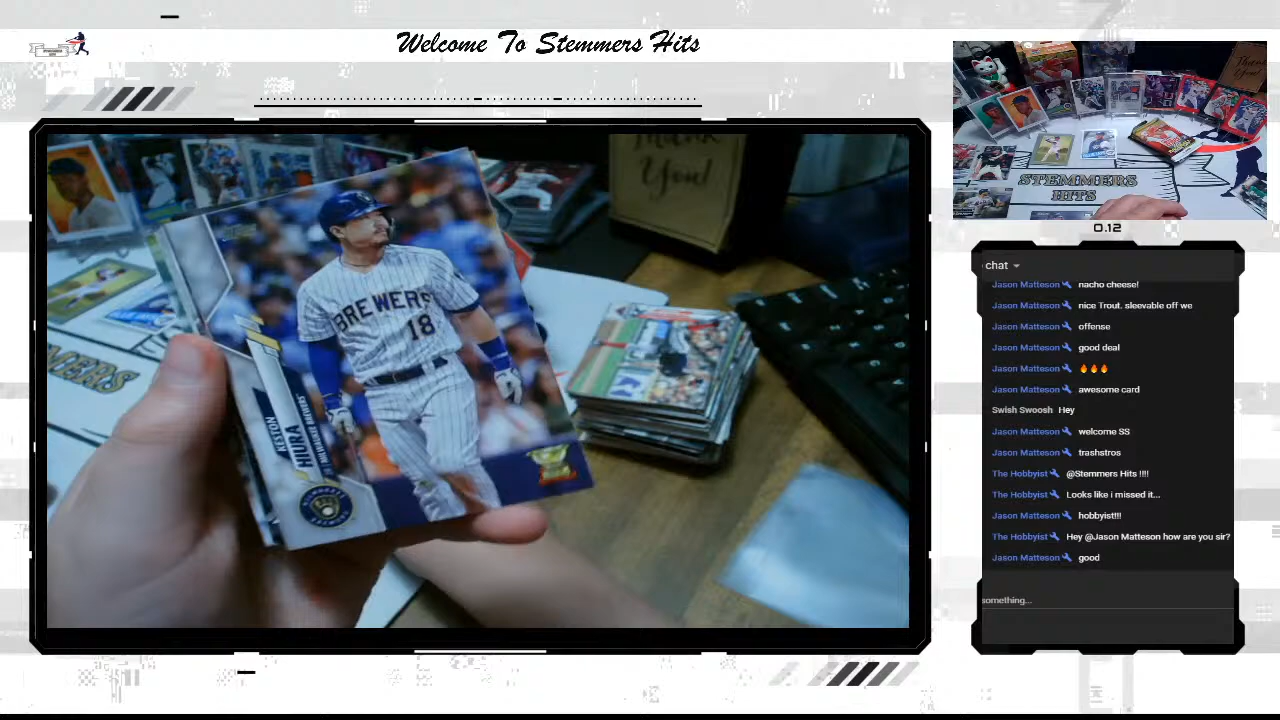 Welcome To Stemmers Hits
Thank
You!
BREWERS
18
KESTON
HIURA
MILWAUKEE BREWERS
STEMMERS
HITS
0.12
chat
Jason Matteson nacho cheese!
Jason Matteson nice Trout. sleevable off we
Jason Matteson offense
Jason Matteson good deal!
Jason Matteson 🔥🔥🔥
Jason Matteson awesome card
Swish Swoosh Hey
Jason Matteson welcome SS
Jason Matteson trashstros
The Hobbyist @Stemmers Hits !!!!
The Hobbyist Looks like i missed it...
Jason Matteson hobbyist!!!
The Hobbyist Hey @Jason Matteson how are you sir?
Jason Matteson good
something...